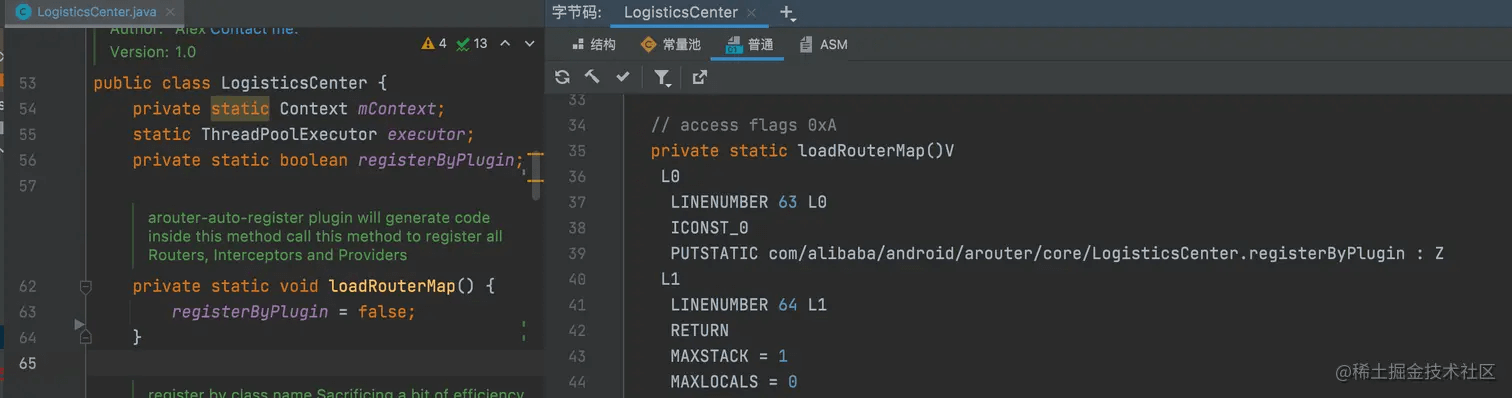 LogisticsCenter.java
Author: Alex Contact me.
Version: 1.0
4 13
53 public class LogisticsCenter {
54 private static Context mContext;
55 static ThreadPoolExecutor executor;
56 private static boolean registerByPlugin;
57
arouter-auto-register plugin will generate code
inside this method call this method to register all
Routers, Interceptors and Providers
62 private static void loadRouterMap() {
63 registerByPlugin = false;
64 }
65
register by class name Sacrificing a bit of efficiency
字节码: LogisticsCenter
结构 常量池 普通 ASM
33
34 // access flags 0xA
35 private static loadRouterMap()V
36 L0
37 LINENUMBER 63 L0
38 ICONST_0
39 PUTSTATIC com/alibaba/android/arouter/core/LogisticsCenter.registerByPlugin : Z
40 L1
41 LINENUMBER 64 L1
42 RETURN
43 MAXSTACK = 1
44 MAXLOCALS = 0
@稀土掘金技术社区